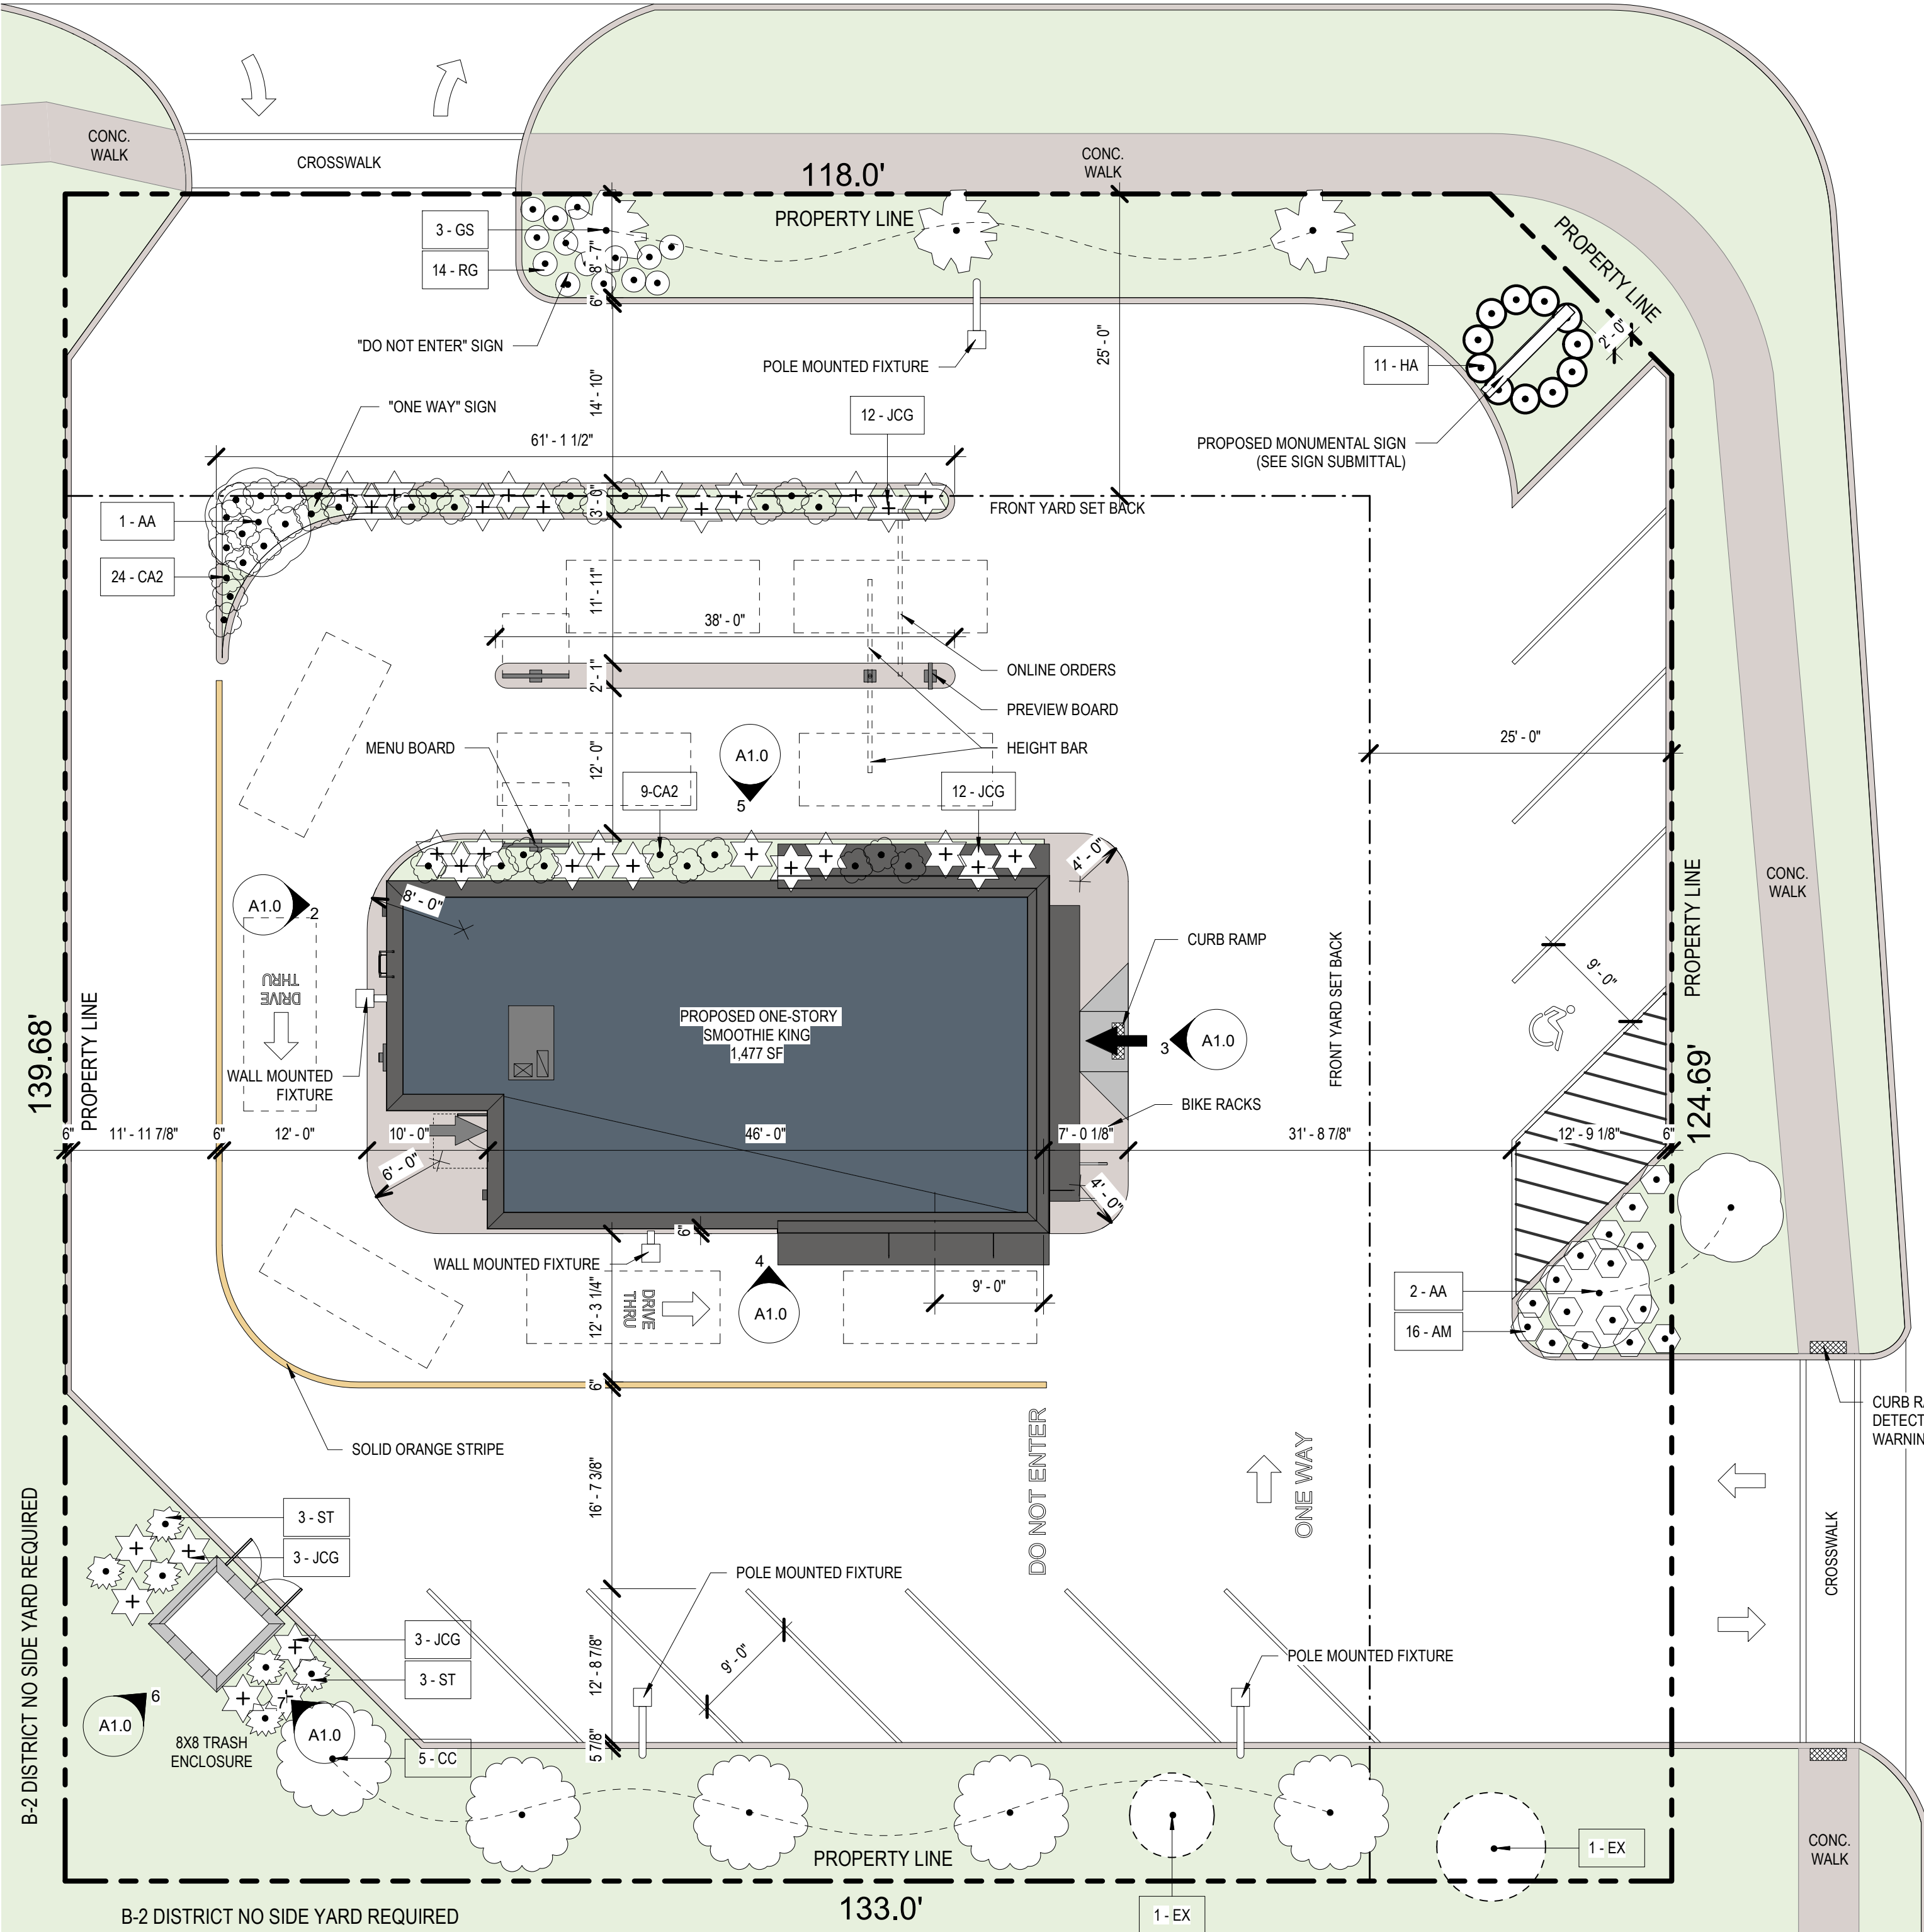 CONC.
WALK
CROSSWALK
118.0'
CONC.
WALK
PROPERTY LINE
PROPERTY LINE
3 - GS
14 - RG
8' - 7"
6"
"DO NOT ENTER" SIGN
POLE MOUNTED FIXTURE
25' - 0"
2' - 0"
11 - HA
"ONE WAY" SIGN
14' - 10"
12 - JCG
61' - 1 1/2"
PROPOSED MONUMENTAL SIGN
(SEE SIGN SUBMITTAL)
1 - AA
3' - 0"
FRONT YARD SET BACK
24 - CA2
11' - 11"
38' - 0"
ONLINE ORDERS
2' - 1"
PREVIEW BOARD
MENU BOARD
12' - 0"
A1.0
5
HEIGHT BAR
25' - 0"
9-CA2
12 - JCG
4' - 0"
A1.0
2
8' - 0"
CURB RAMP
FRONT YARD SET BACK
PROPERTY LINE
CONC.
WALK
9' - 0"
DRIVE
THRU
PROPERTY LINE
139.68'
PROPOSED ONE-STORY
SMOOTHIE KING
1,477 SF
3
A1.0
WALL MOUNTED
FIXTURE
124.69'
BIKE RACKS
6"
11' - 11 7/8"
6"
12' - 0"
10' - 0"
46' - 0"
7' - 0 1/8"
31' - 8 7/8"
12' - 9 1/8"
6"
6' - 0"
4' - 0"
6"
WALL MOUNTED FIXTURE
4
A1.0
DRIVE
THRU
12' - 3 1/4"
9' - 0"
2 - AA
16 - AM
6"
CURB RA
DETECT
WARNIN
SOLID ORANGE STRIPE
DO NOT ENTER
ONE WAY
16' - 7 3/8"
3 - ST
3 - JCG
B-2 DISTRICT NO SIDE YARD REQUIRED
CROSSWALK
POLE MOUNTED FIXTURE
3 - JCG
3 - ST
12' - 8 7/8"
9' - 0"
POLE MOUNTED FIXTURE
6
A1.0
7
A1.0
8X8 TRASH
ENCLOSURE
5 - CC
5 7/8"
PROPERTY LINE
1 - EX
CONC.
WALK
133.0'
1 - EX
B-2 DISTRICT NO SIDE YARD REQUIRED